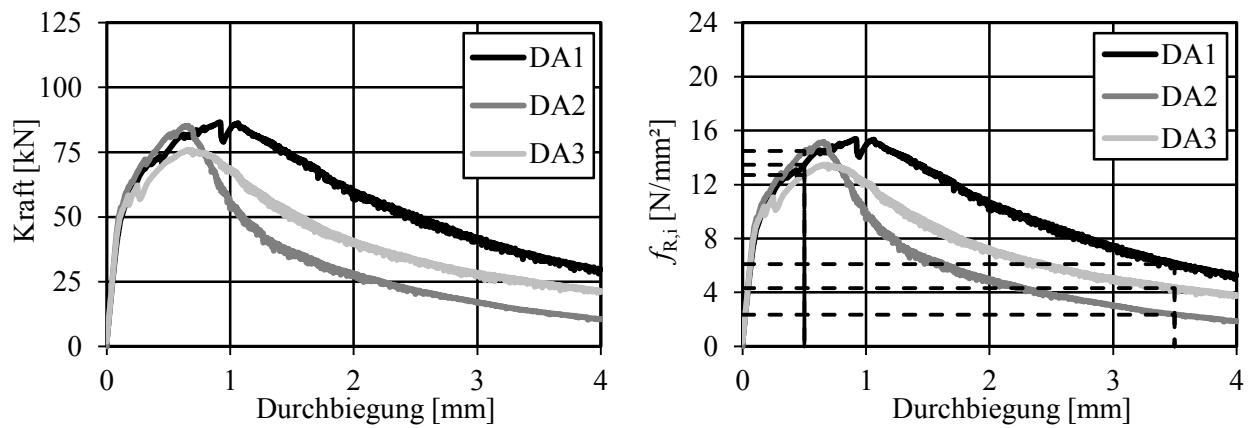 125
100
75
50
25
0
Kraft [kN]
0 1 2 3 4
Durchbiegung [mm]
DA1
DA2
DA3
24
20
16
12
8
4
0
f_R,i [N/mm²]
0 1 2 3 4
Durchbiegung [mm]
DA1
DA2
DA3